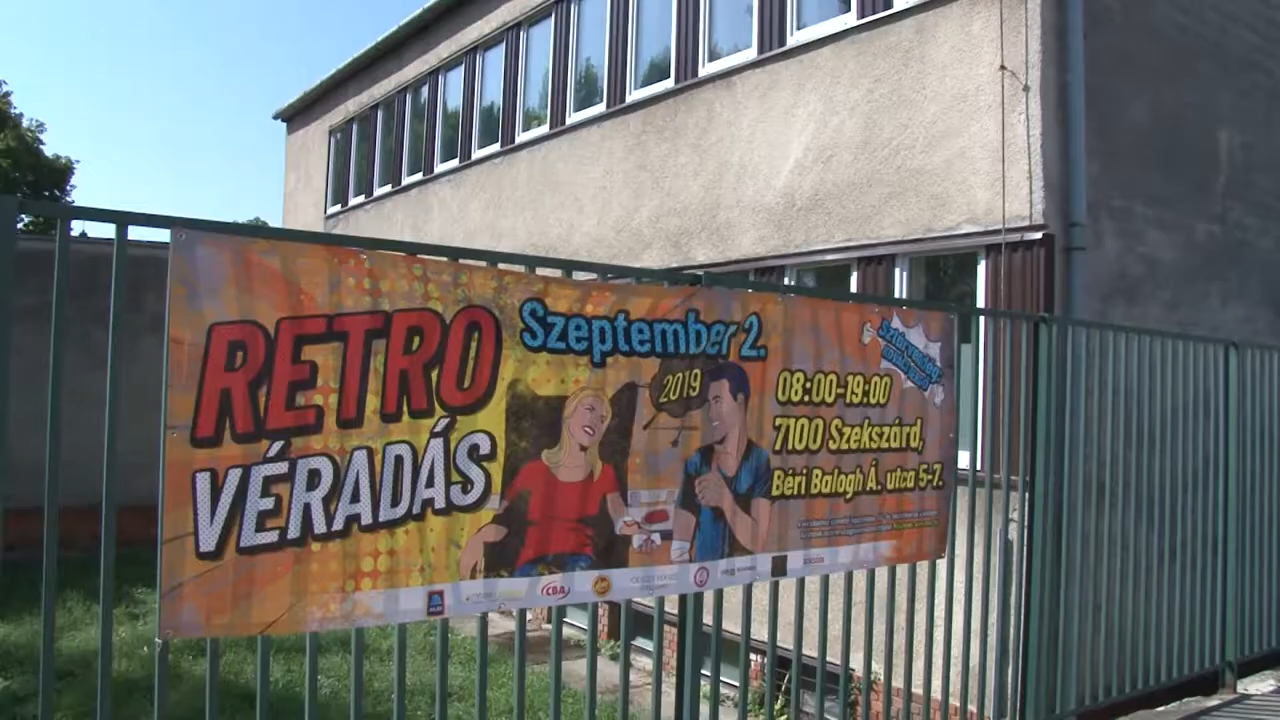 RETRO
VÉRADÁS
Szeptember 2.
2019
08:00-19:00
7100 Szekszárd,
Béri Balogh Á. utca 5-7.
CBA